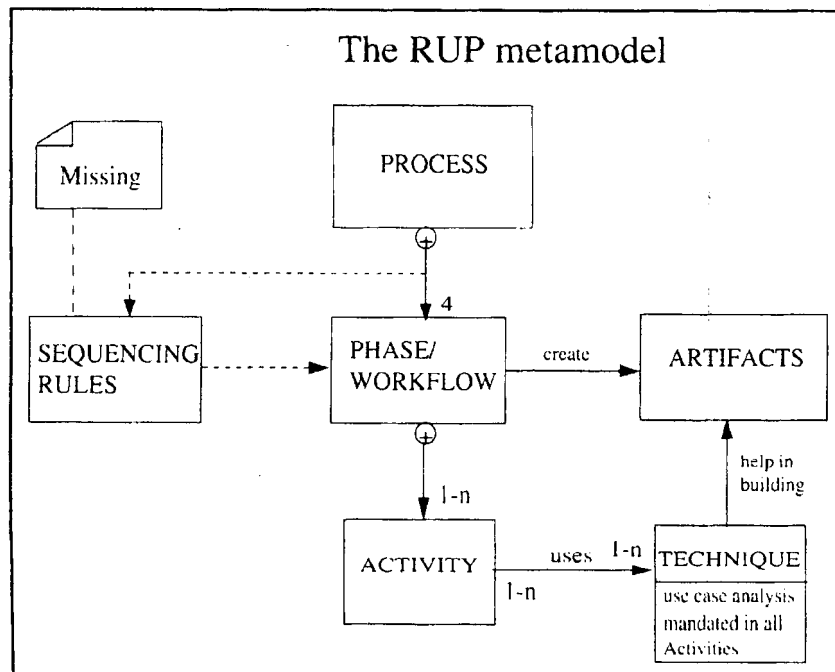 The RUP metamodel
Missing
PROCESS
4
SEQUENCING
RULES
PHASE/
WORKFLOW
create
ARTIFACTS
help in
building
1-n
ACTIVITY
uses
1-n
1-n
TECHNIQUE
use case analysis
mandated in all
Activities